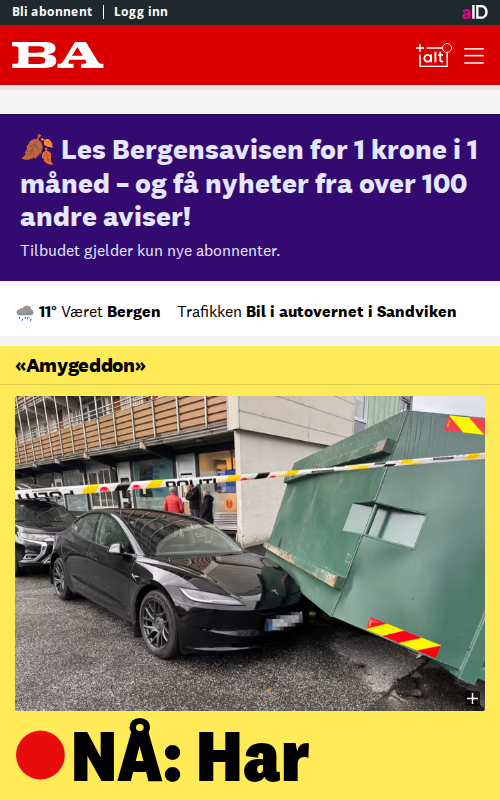 Bli abonnent | Logg inn aID
BA +alt
🍂 Les Bergensavisen for 1 krone i 1
måned – og få nyheter fra over 100
andre aviser!
Tilbudet gjelder kun nye abonnenter.
11° Været Bergen Trafikken Bil i autovernet i Sandviken
«Amygeddon»
NÅ: Har